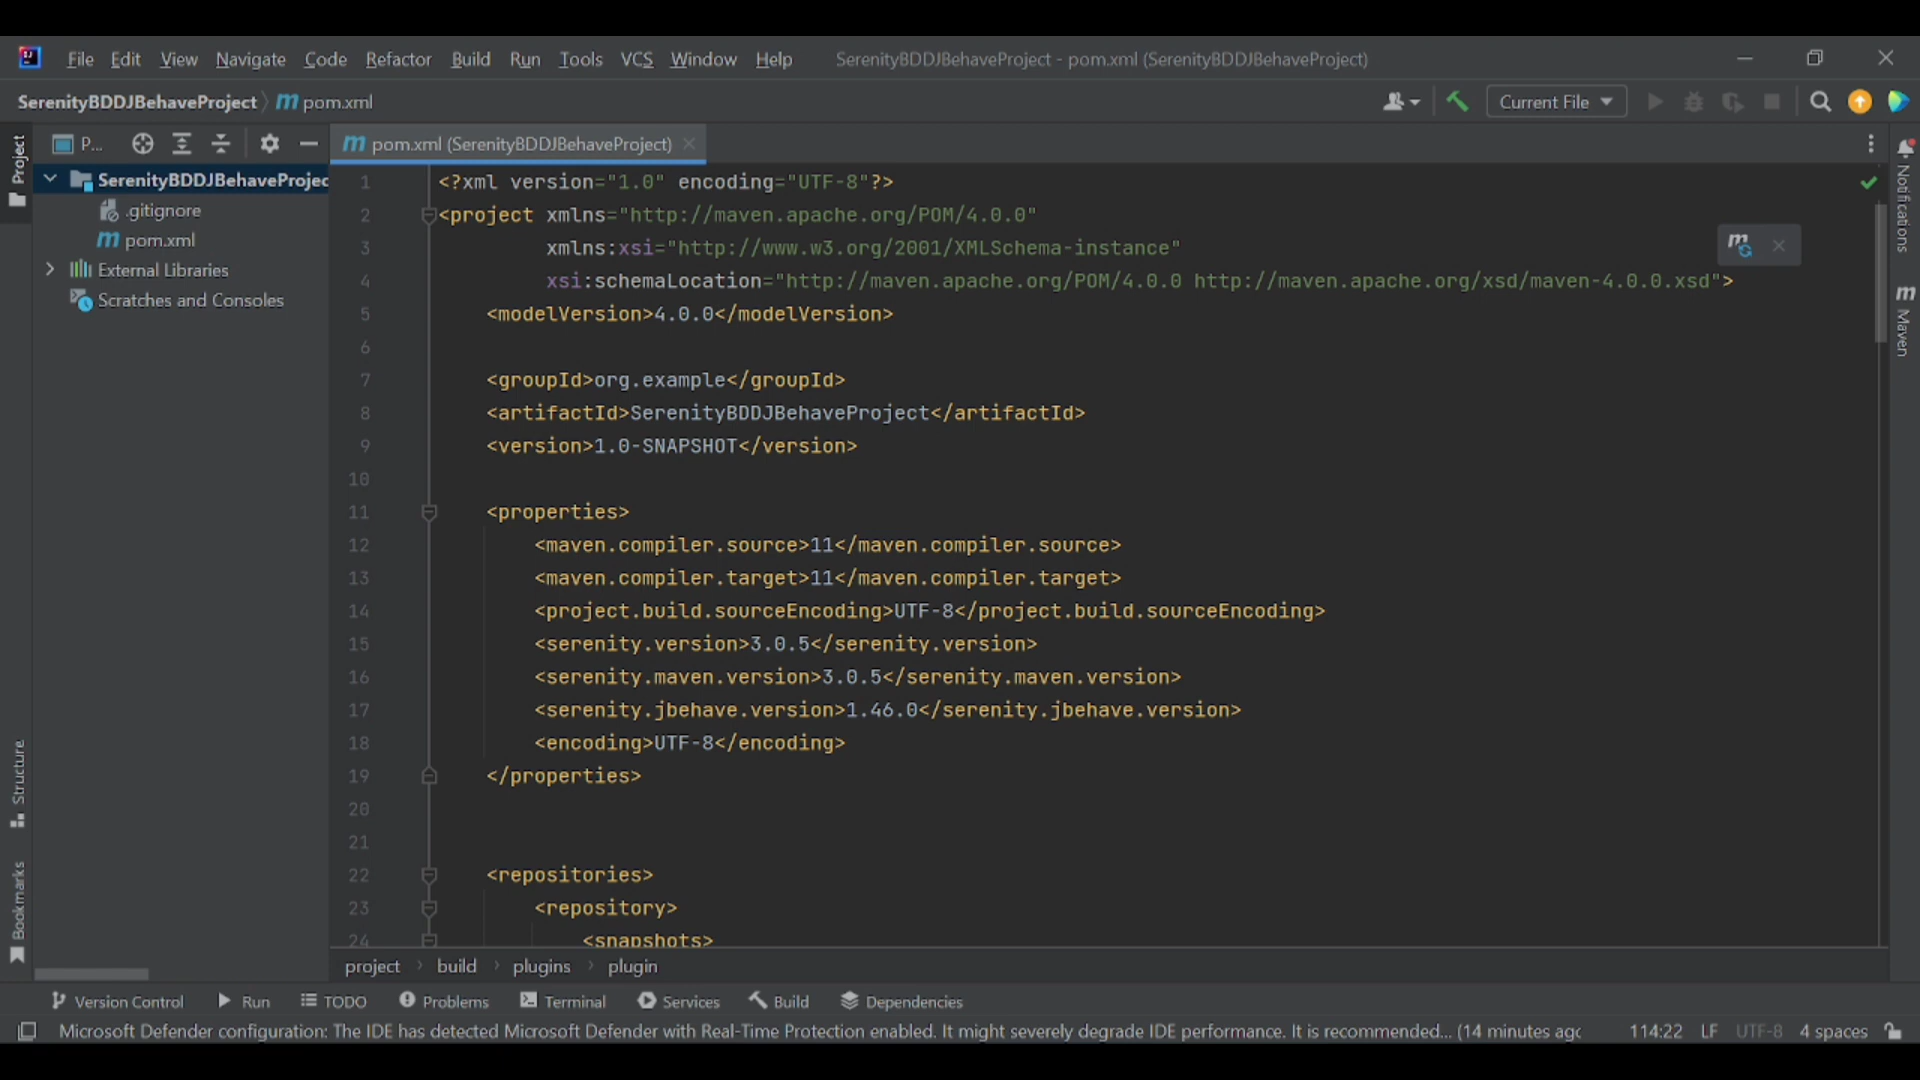 File Edit View Navigate Code Refactor Build Run Tools VCS Window Help SerenityBDDJBehaveProject - pom.xml (SerenityBDDJBehaveProject)
SerenityBDDJBehaveProject m pom.xml Current File
P... m pom.xml (SerenityBDDJBehaveProject)
Project
SerenityBDDJBehaveProjec
.gitignore
m pom.xml
External Libraries
Scratches and Consoles
Structure
Bookmarks
1 <?xml version="1.0" encoding="UTF-8"?>
2 <project xmlns="http://maven.apache.org/POM/4.0.0"
3 xmlns:xsi="http://www.w3.org/2001/XMLSchema-instance"
4 xsi:schemaLocation="http://maven.apache.org/POM/4.0.0 http://maven.apache.org/xsd/maven-4.0.0.xsd">
5 <modelVersion>4.0.0</modelVersion>
6
7 <groupId>org.example</groupId>
8 <artifactId>SerenityBDDJBehaveProject</artifactId>
9 <version>1.0-SNAPSHOT</version>
10
11 <properties>
12 <maven.compiler.source>11</maven.compiler.source>
13 <maven.compiler.target>11</maven.compiler.target>
14 <project.build.sourceEncoding>UTF-8</project.build.sourceEncoding>
15 <serenity.version>3.0.5</serenity.version>
16 <serenity.maven.version>3.0.5</serenity.maven.version>
17 <serenity.jbehave.version>1.46.0</serenity.jbehave.version>
18 <encoding>UTF-8</encoding>
19 </properties>
20
21
22 <repositories>
23 <repository>
24 <snapshots>
m
Notifications
m Maven
project build plugins plugin
Version Control Run TODO Problems Terminal Services Build Dependencies
Microsoft Defender configuration: The IDE has detected Microsoft Defender with Real-Time Protection enabled. It might severely degrade IDE performance. It is recommended... (14 minutes agc 114:22 LF UTF-8 4 spaces